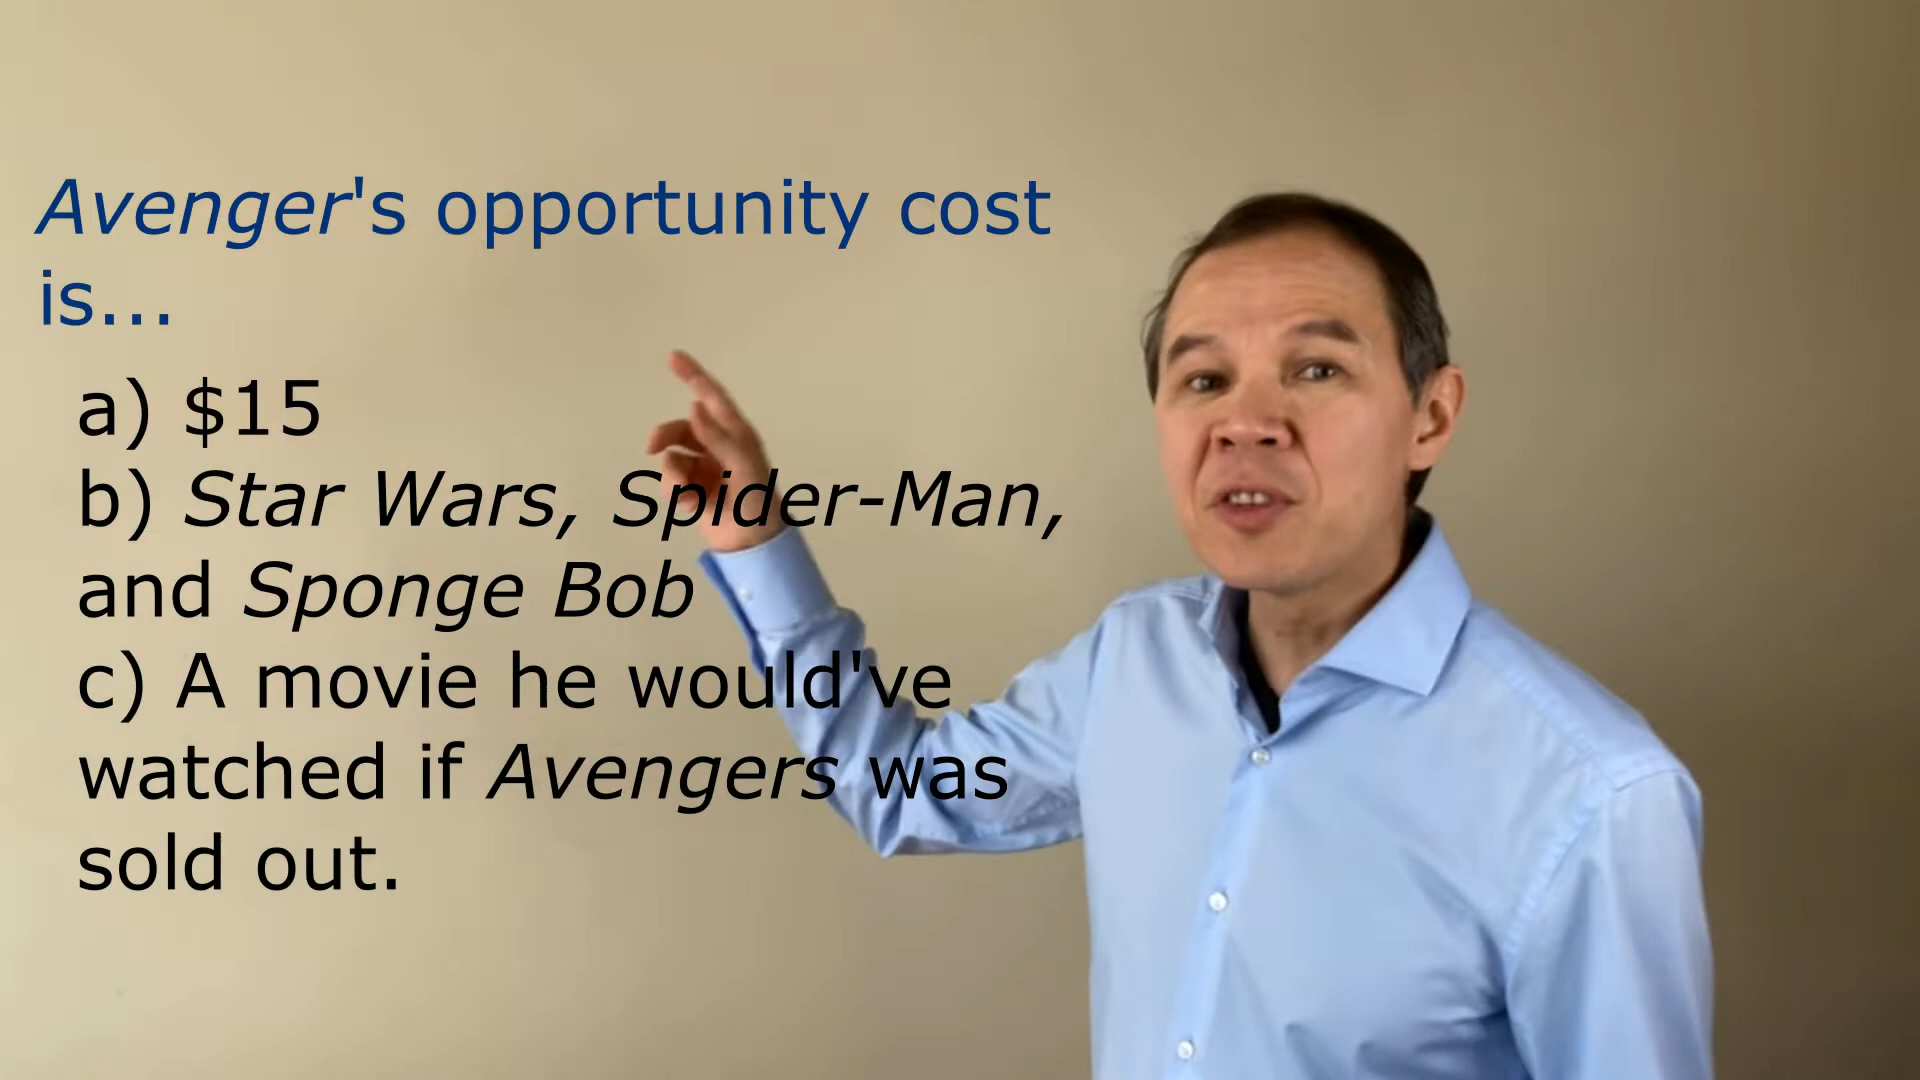 Avenger's opportunity cost
is...
a) $15
b) Star Wars, Spider-Man,
and Sponge Bob
c) A movie he would've
watched if Avengers was
sold out.